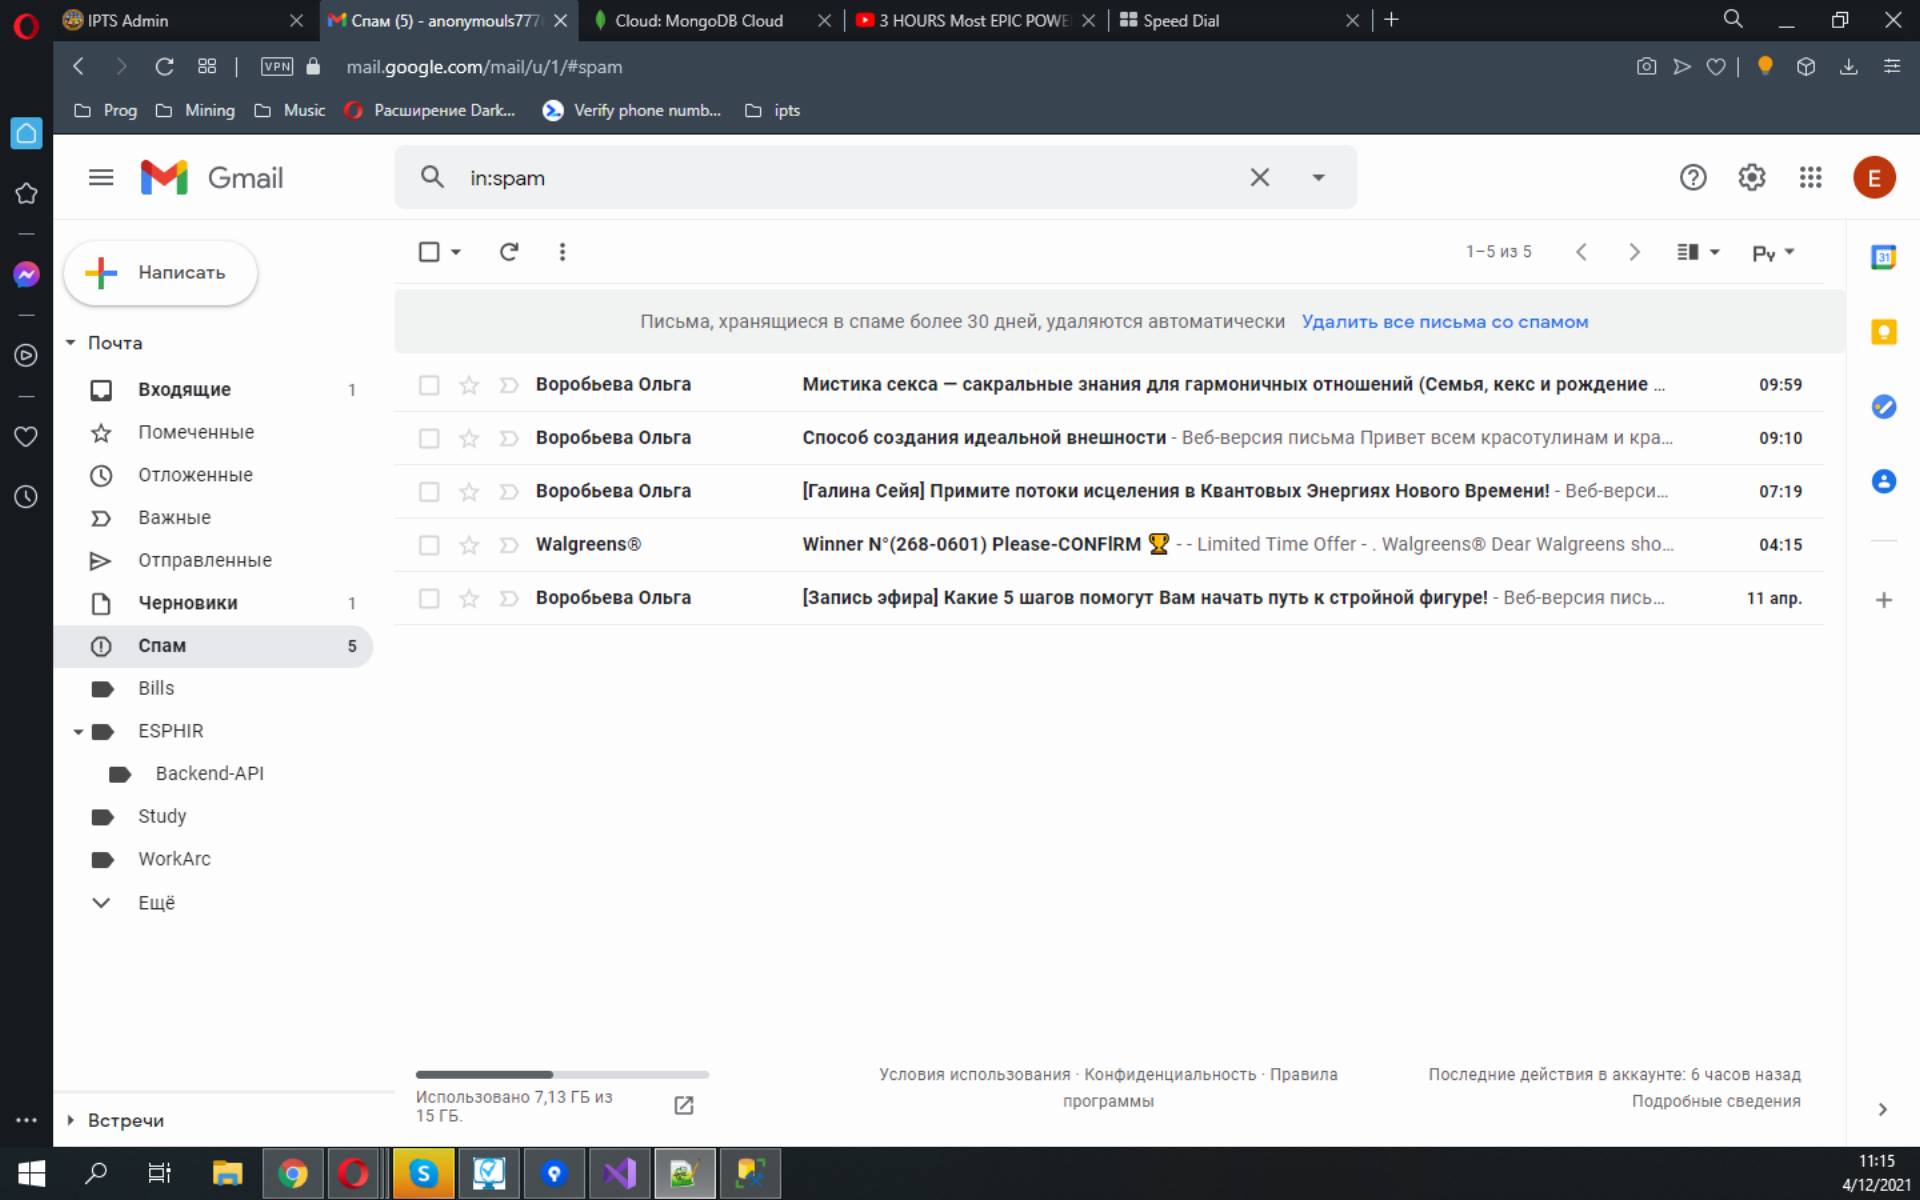 IPTS Admin
Спам (5) - anonymouls777
Cloud: MongoDB Cloud
3 HOURS Most EPIC POWE
Speed Dial
VPN
mail.google.com/mail/u/1/#spam
Prog
Mining
Music
Расширение Dark...
Verify phone numb...
ipts
Gmail
in:spam
E
Написать
1–5 из 5
Ру
31
Письма, хранящиеся в спаме более 30 дней, удаляются автоматически Удалить все письма со спамом
Почта
Входящие 1
Помеченные
Отложенные
Важные
Отправленные
Черновики 1
Спам 5
Bills
ESPHIR
Backend-API
Study
WorkArc
Ещё
Воробьева Ольга Мистика секса — сакральные знания для гармоничных отношений (Семья, кекс и рождение ... 09:59
Воробьева Ольга Способ создания идеальной внешности - Веб-версия письма Привет всем красотулинам и кра... 09:10
Воробьева Ольга [Галина Сейя] Примите потоки исцеления в Квантовых Энергиях Нового Времени! - Веб-верси... 07:19
Walgreens® Winner N°(268-0601) Please-CONFlRM 🏆 - - Limited Time Offer - . Walgreens® Dear Walgreens sho... 04:15
Воробьева Ольга [Запись эфира] Какие 5 шагов помогут Вам начать путь к стройной фигуре! - Веб-версия пись... 11 апр.
Использовано 7,13 ГБ из
15 ГБ.
Условия использования · Конфиденциальность · Правила
программы
Последние действия в аккаунте: 6 часов назад
Подробные сведения
Встречи
11:15
4/12/2021